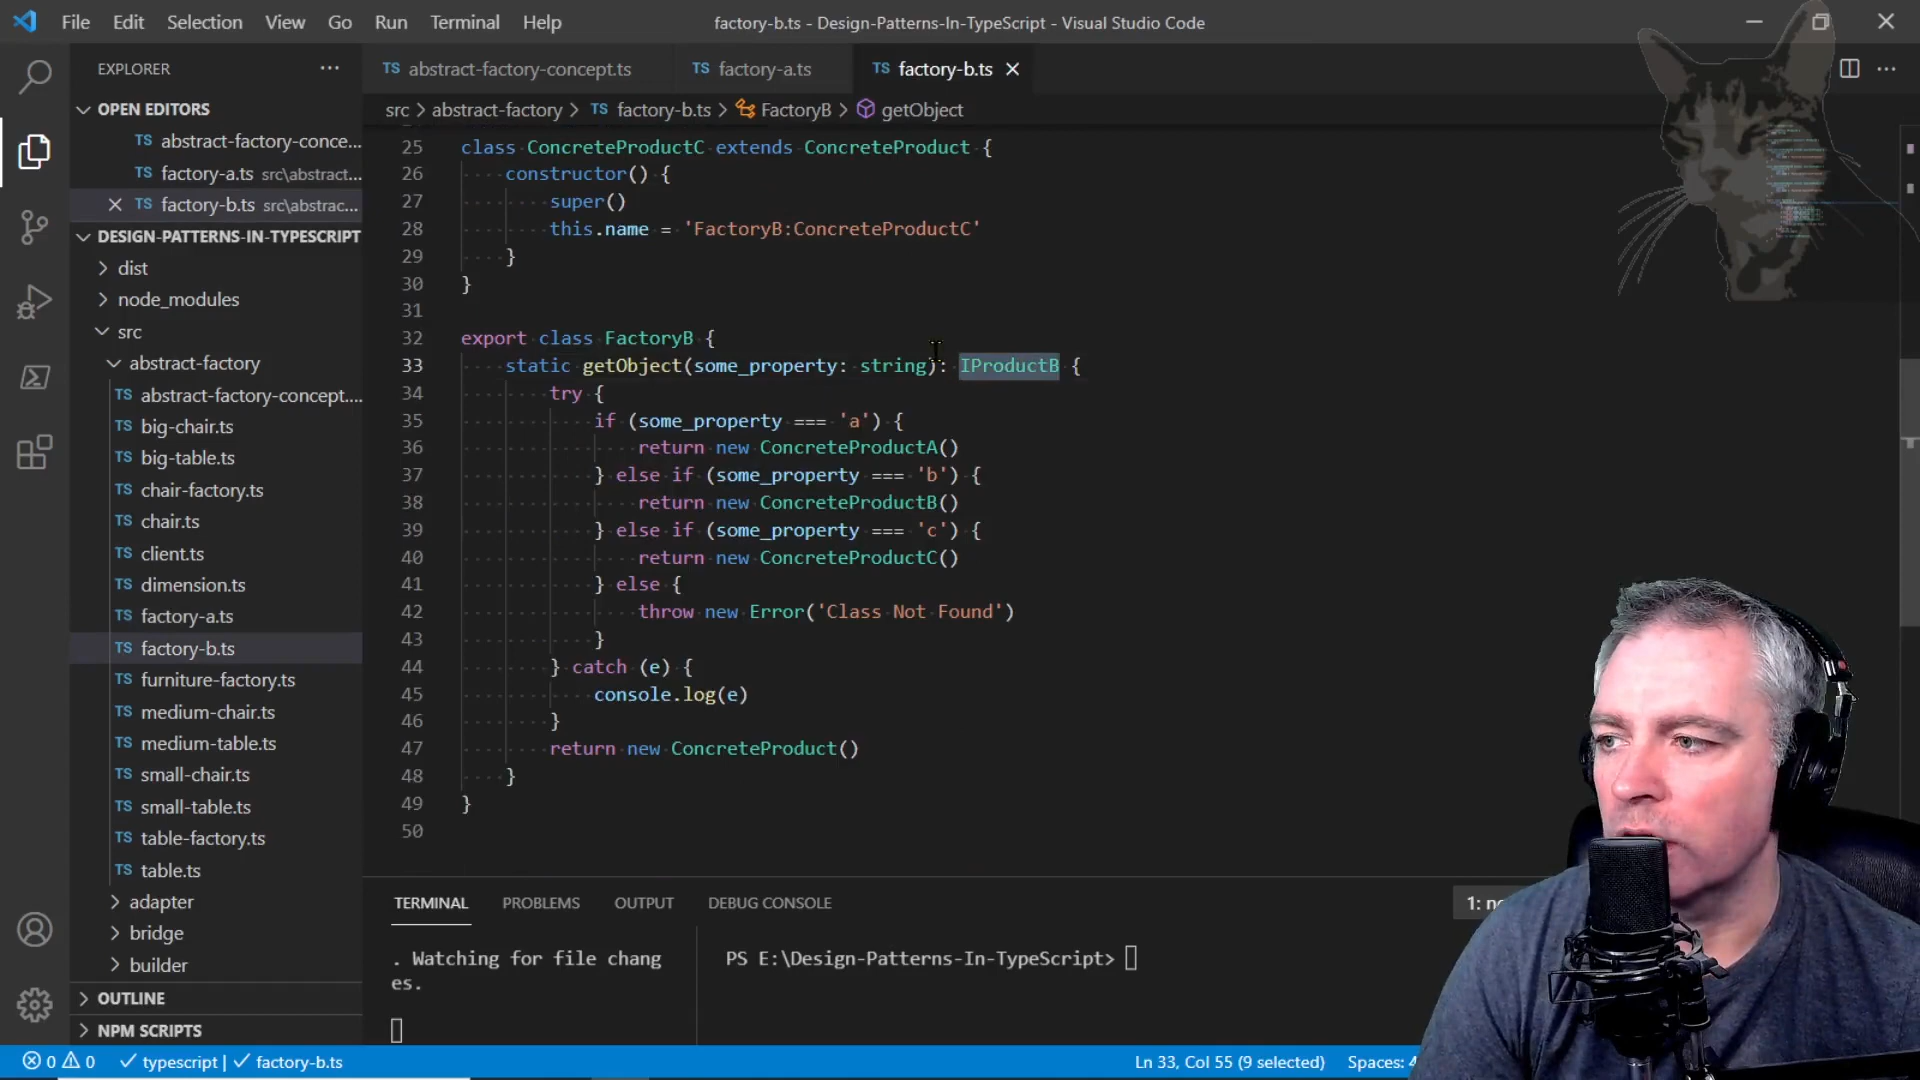 File Edit Selection View Go Run Terminal Help
factory-b.ts - Design-Patterns-In-TypeScript - Visual Studio Code
EXPLORER
OPEN EDITORS
TS abstract-factory-conce...
TS factory-a.ts src\abstract...
TS factory-b.ts src\abstrac...
DESIGN-PATTERNS-IN-TYPESCRIPT
dist
node_modules
src
abstract-factory
TS abstract-factory-concept....
TS big-chair.ts
TS big-table.ts
TS chair-factory.ts
TS chair.ts
TS client.ts
TS dimension.ts
TS factory-a.ts
TS factory-b.ts
TS furniture-factory.ts
TS medium-chair.ts
TS medium-table.ts
TS small-chair.ts
TS small-table.ts
TS table-factory.ts
TS table.ts
adapter
bridge
builder
OUTLINE
NPM SCRIPTS
TS abstract-factory-concept.ts
TS factory-a.ts
TS factory-b.ts
src > abstract-factory > TS factory-b.ts > FactoryB > getObject
25 class ConcreteProductC extends ConcreteProduct {
26 constructor() {
27 super()
28 this.name = 'FactoryB:ConcreteProductC'
29 }
30 }
31
32 export class FactoryB {
33 static getObject(some_property: string): IProductB {
34 try {
35 if (some_property === 'a') {
36 return new ConcreteProductA()
37 } else if (some_property === 'b') {
38 return new ConcreteProductB()
39 } else if (some_property === 'c') {
40 return new ConcreteProductC()
41 } else {
42 throw new Error('Class Not Found')
43 }
44 } catch (e) {
45 console.log(e)
46 }
47 return new ConcreteProduct()
48 }
49 }
50
TERMINAL PROBLEMS OUTPUT DEBUG CONSOLE
1: no
. Watching for file chang
es.
PS E:\Design-Patterns-In-TypeScript>
0 0 typescript | factory-b.ts
Ln 33, Col 55 (9 selected) Spaces: 4